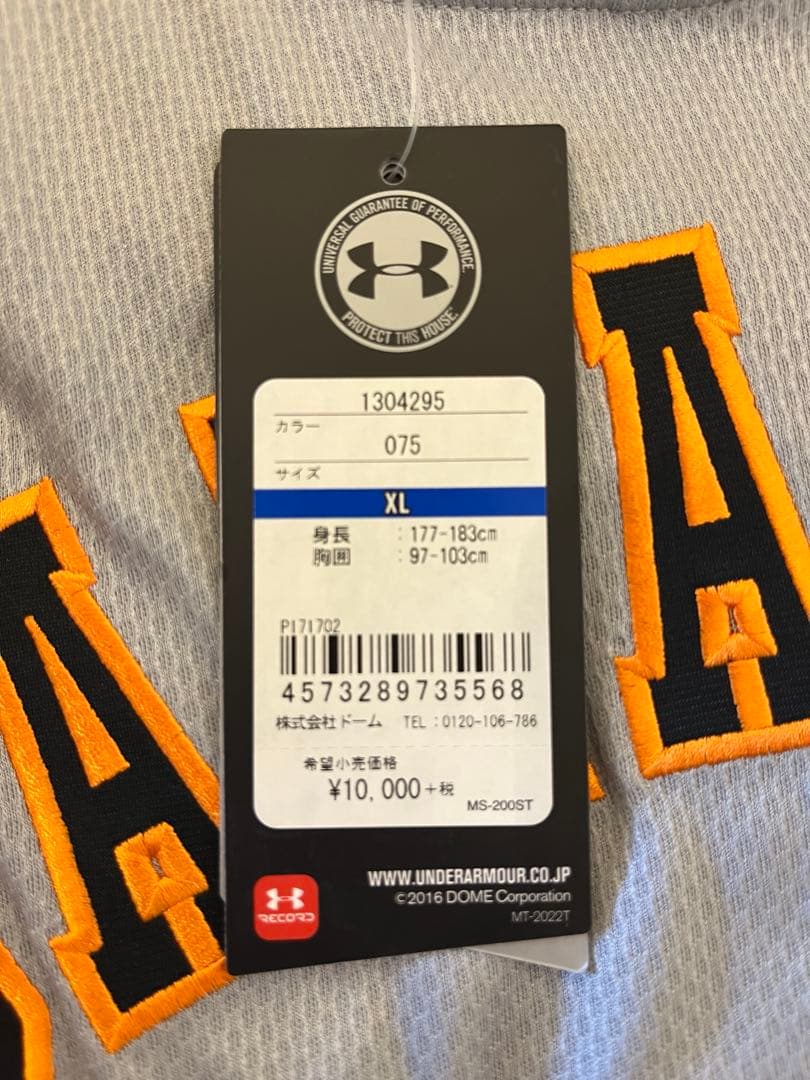 UNIVERSAL GUARANTEE OF PERFORMANCE.
PROTECT THIS HOUSE.
1304295
カラー
075
サイズ
XL
身長 : 177-183cm
胸囲 : 97-103cm
P171702
4573289735568
株式会社ドーム TEL : 0120-106-786
希望小売価格
¥10,000+税
MS-200ST
WWW.UNDERARMOUR.CO.JP
©2016 DOME Corporation
MT-2022T
RECORD
A
A